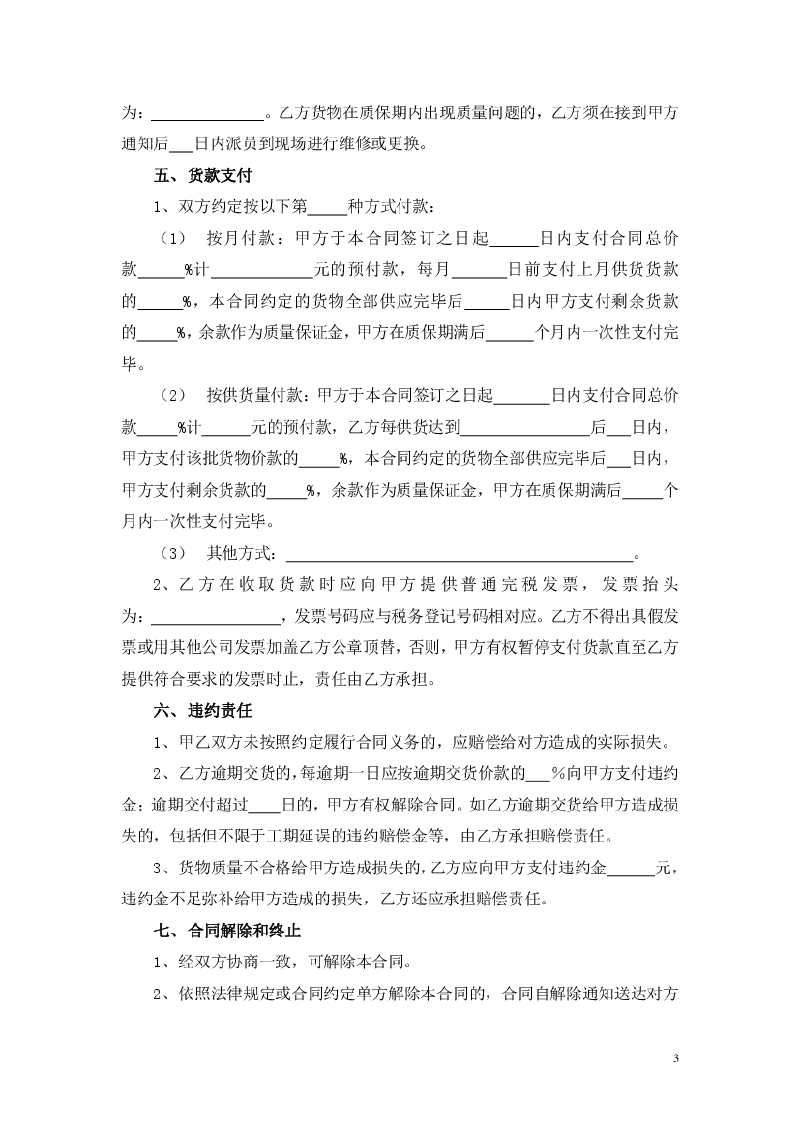 为：______________。乙方货物在质保期内出现质量问题的，乙方须在接到甲方
通知后___日内派员到现场进行维修或更换。
五、货款支付
1、双方约定按以下第_____种方式付款：
（1） 按月付款：甲方于本合同签订之日起______日内支付合同总价
款______%计_____________元的预付款，每月_______日前支付上月供货货款
的______%，本合同约定的货物全部供应完毕后______日内甲方支付剩余货款
的_____%，余款作为质量保证金，甲方在质保期满后______个月内一次性支付完
毕。
（2） 按供货量付款：甲方于本合同签订之日起_______日内支付合同总价
款_____%计______元的预付款，乙方每供货达到________________后___日内，
甲方支付该批货物价款的_____%，本合同约定的货物全部供应完毕后___日内，
甲方支付剩余货款的_____%，余款作为质量保证金，甲方在质保期满后_____个
月内一次性支付完毕。
（3） 其他方式：___________________________________________。
2、乙方在收取货款时应向甲方提供普通完税发票，发票抬头
为：________________，发票号码应与税务登记号码相对应。乙方不得出具假发
票或用其他公司发票加盖乙方公章顶替，否则，甲方有权暂停支付货款直至乙方
提供符合要求的发票时止，责任由乙方承担。
六、违约责任
1、甲乙双方未按照约定履行合同义务的，应赔偿给对方造成的实际损失。
2、乙方逾期交货的，每逾期一日应按逾期交货价款的___％向甲方支付违约
金；逾期交付超过____日的，甲方有权解除合同。如乙方逾期交货给甲方造成损
失的，包括但不限于工期延误的违约赔偿金等，由乙方承担赔偿责任。
3、货物质量不合格给甲方造成损失的，乙方应向甲方支付违约金______元，
违约金不足弥补给甲方造成的损失，乙方还应承担赔偿责任。
七、合同解除和终止
1、经双方协商一致，可解除本合同。
2、依照法律规定或合同约定单方解除本合同的，合同自解除通知送达对方
3